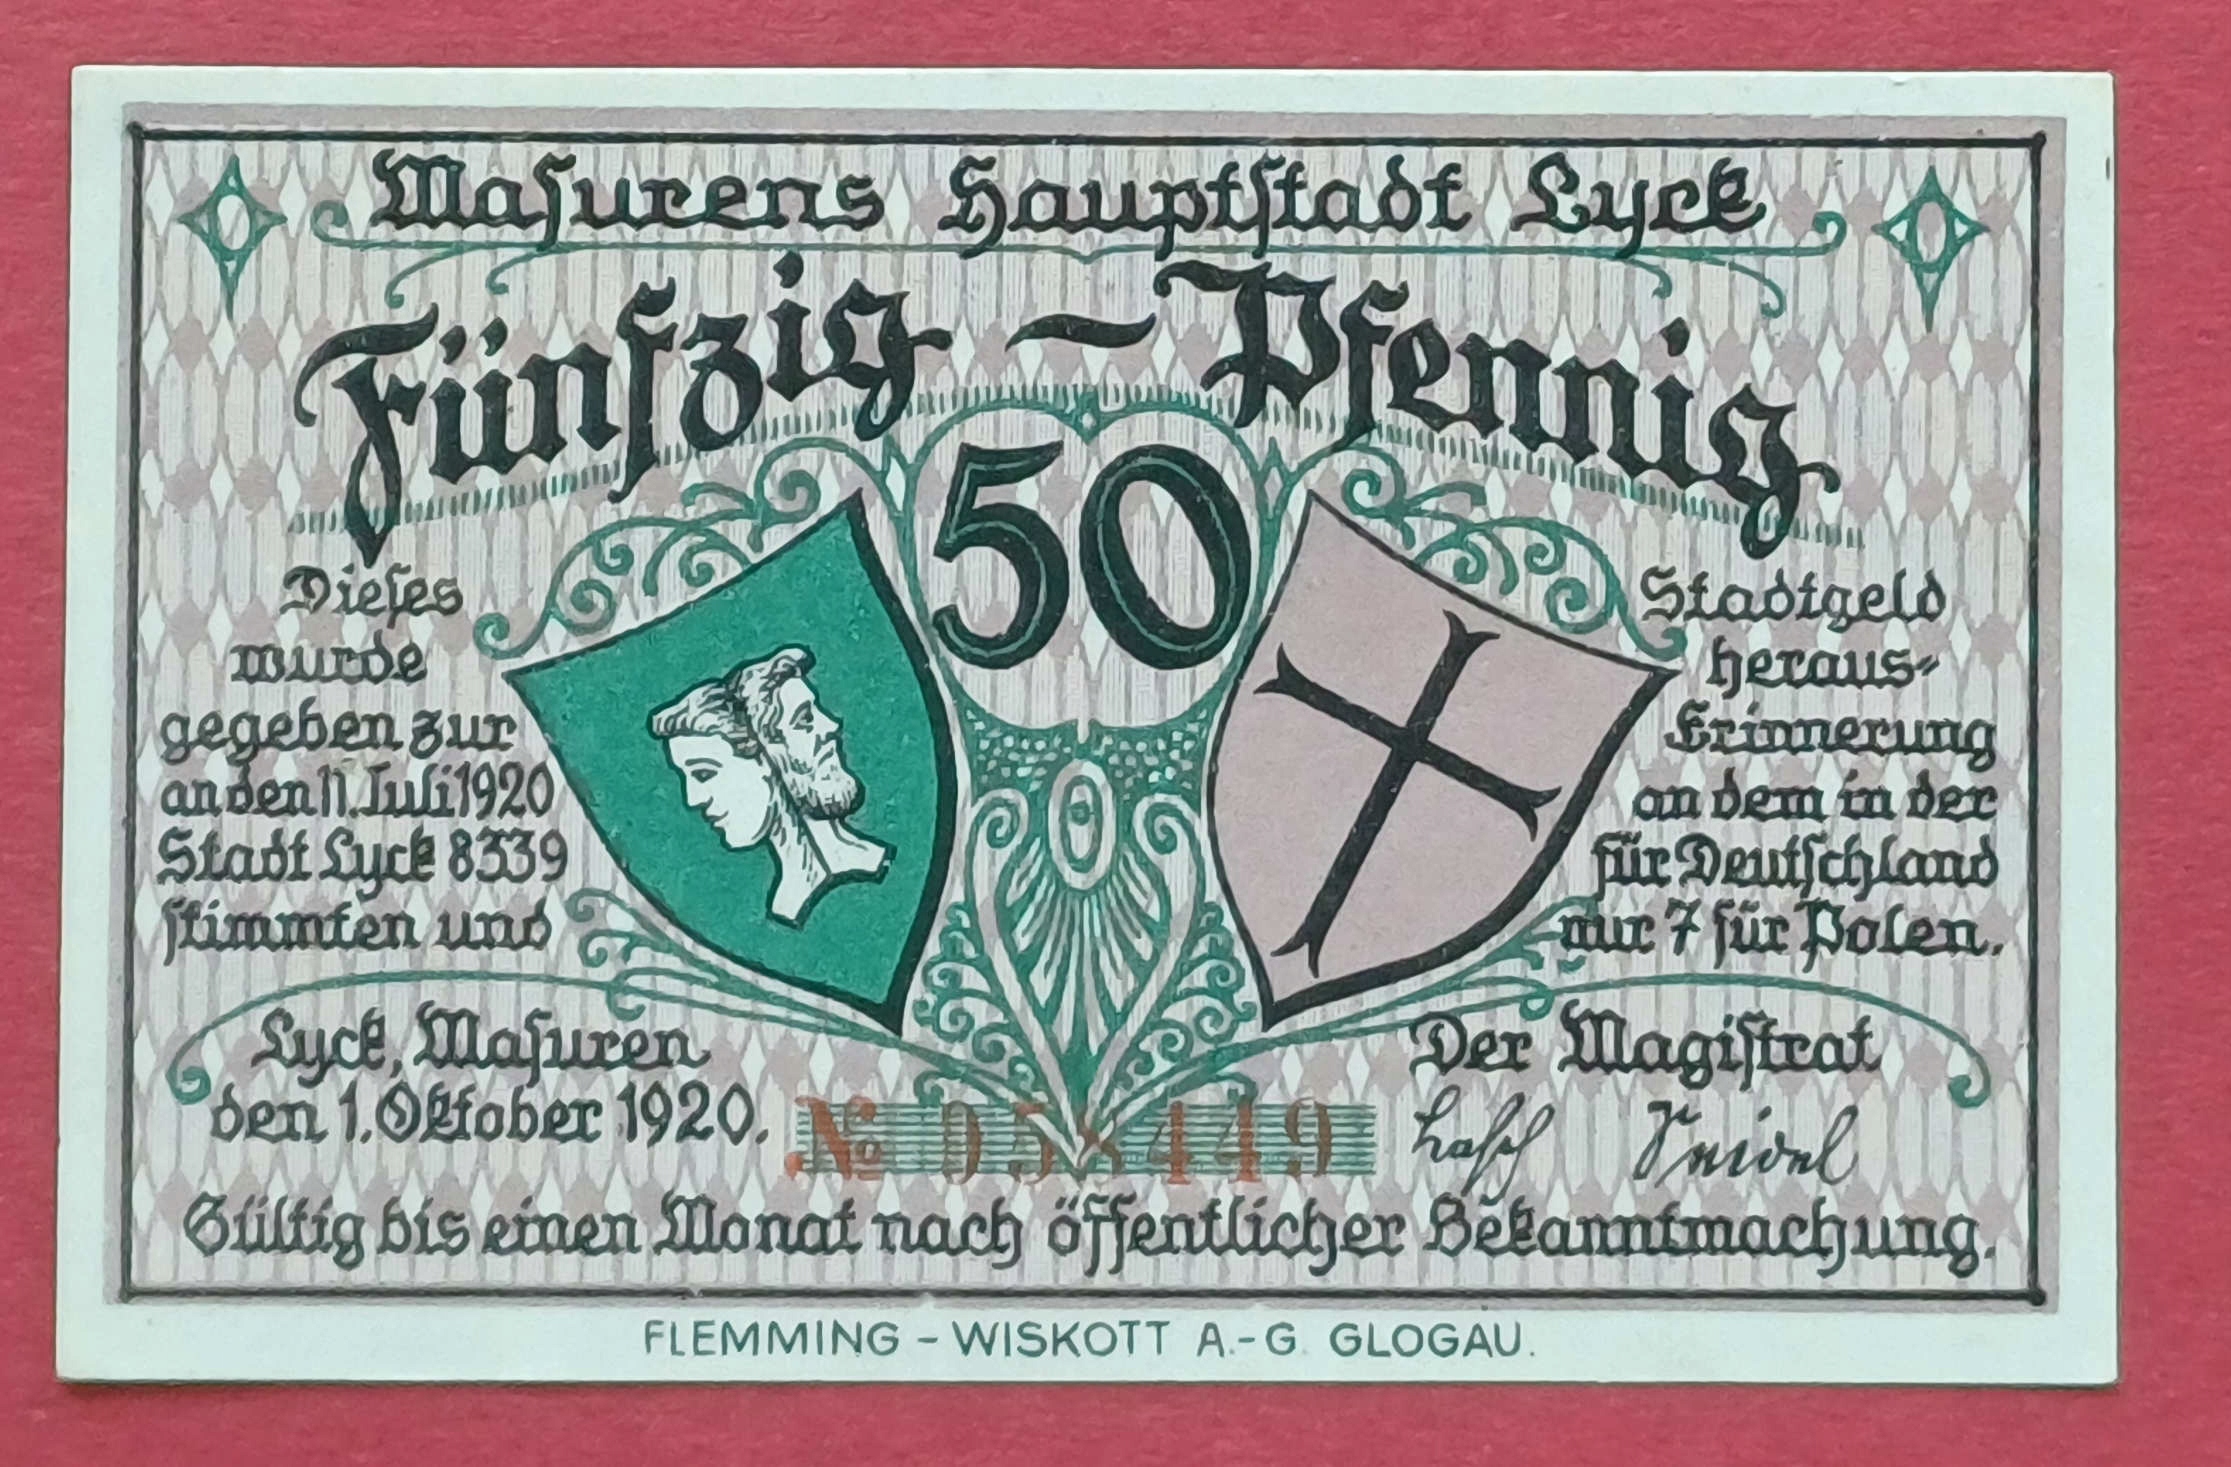 Masurens Hauptstadt Lyck
Fünfzig - Pfennig
50
Dieses Stadtgeld
wurde heraus-
gegeben zur Erinnerung
an den 11. Juli 1920 an dem in der
Stadt Lyck 8339 für Deutschland
stimmten und nur 7 für Polen.
Lyck, Masuren
den 1. Oktober 1920.
Der Magistrat
№ 058449
Gültig bis einen Monat nach öffentlicher Bekanntmachung.
FLEMMING - WISKOTT A.-G. GLOGAU.